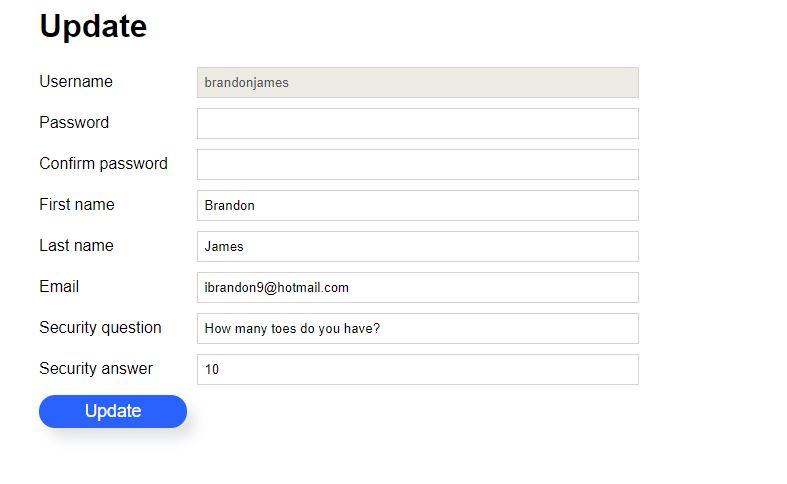 Update
Username brandonjames
Password
Confirm password
First name Brandon
Last name James
Email ibrandon9@hotmail.com
Security question How many toes do you have?
Security answer 10
Update